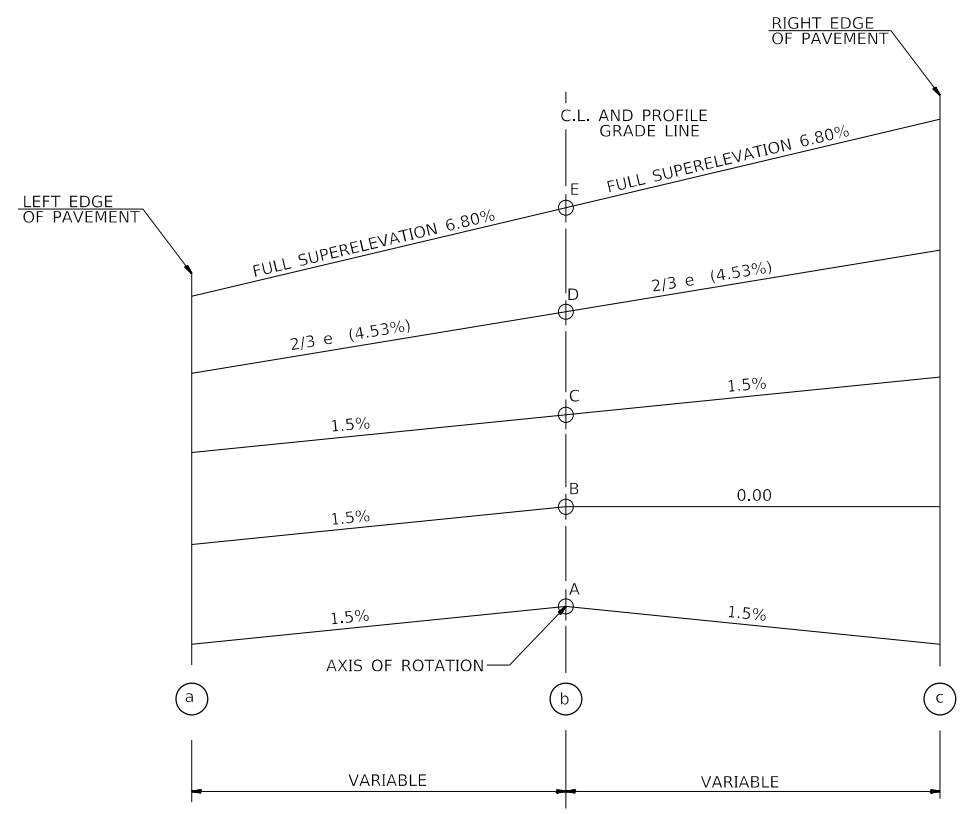 RIGHT EDGE
OF PAVEMENT
C.L. AND PROFILE
GRADE LINE
FULL SUPERELEVATION 6.80%
E
LEFT EDGE
OF PAVEMENT
FULL SUPERELEVATION 6.80%
D
2/3 e (4.53%)
2/3 e (4.53%)
C
1.5%
1.5%
B
0.00
1.5%
A
1.5%
1.5%
AXIS OF ROTATION
a
b
c
VARIABLE
VARIABLE